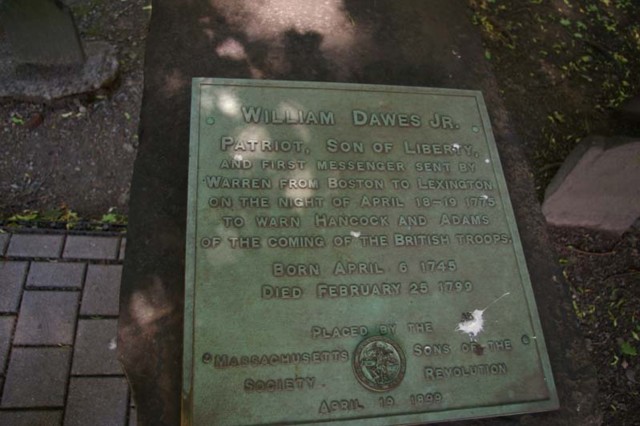 WILLIAM DAWES JR.
PATRIOT, SON OF LIBERTY,
AND FIRST MESSENGER SENT BY
WARREN FROM BOSTON TO LEXINGTON
ON THE NIGHT OF APRIL 18-19 1775
TO WARN HANCOCK AND ADAMS
OF THE COMING OF THE BRITISH TROOPS.
BORN APRIL 6 1745
DIED FEBRUARY 25 1799
PLACED BY THE
MASSACHUSETTS SONS OF THE
SOCIETY REVOLUTION
APRIL 19, 1899